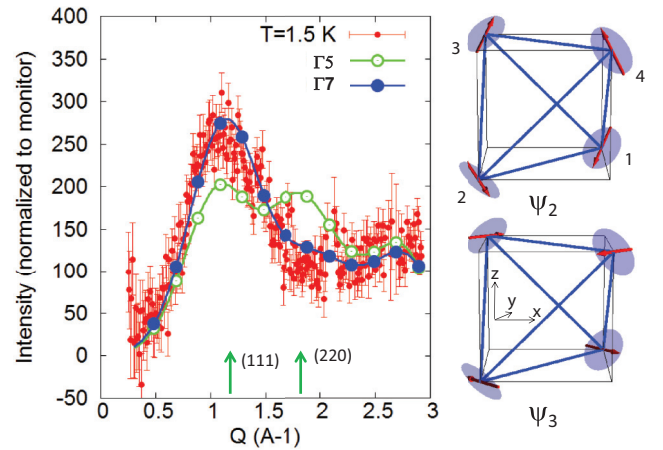 400
350
300
250
200
150
100
50
0
-50
Intensity (normalized to monitor)
T=1.5 K
Γ5
Γ7
(111)
(220)
0 0.5 1 1.5 2 2.5 3
Q (A-1)
3
4
1
2
Ψ2
z
y
x
Ψ3